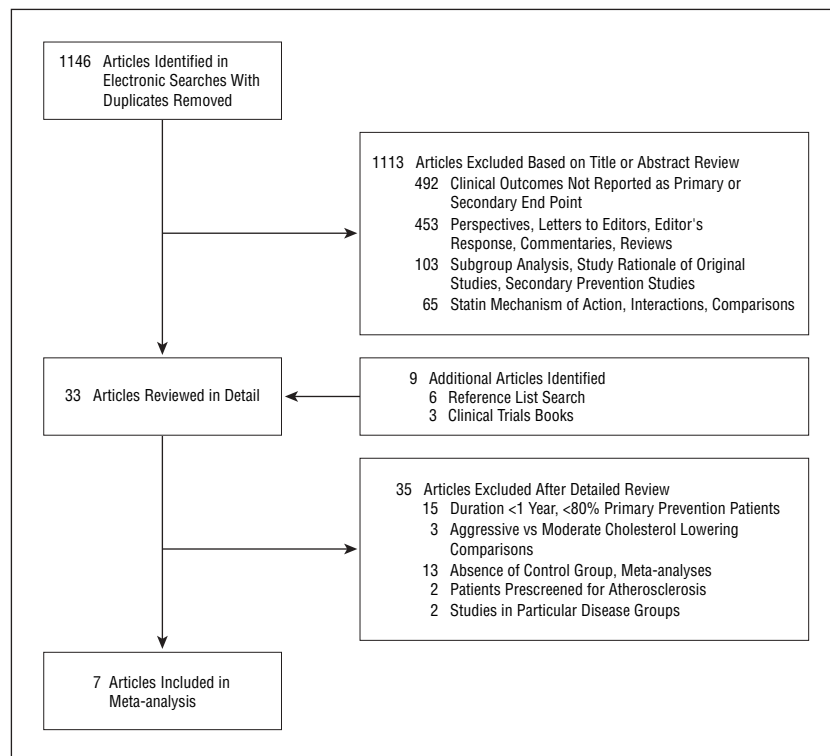 1146 Articles Identified in
Electronic Searches With
Duplicates Removed
1113 Articles Excluded Based on Title or Abstract Review
492 Clinical Outcomes Not Reported as Primary or
Secondary End Point
453 Perspectives, Letters to Editors, Editor's
Response, Commentaries, Reviews
103 Subgroup Analysis, Study Rationale of Original
Studies, Secondary Prevention Studies
65 Statin Mechanism of Action, Interactions, Comparisons
33 Articles Reviewed in Detail
9 Additional Articles Identified
6 Reference List Search
3 Clinical Trials Books
35 Articles Excluded After Detailed Review
15 Duration <1 Year, <80% Primary Prevention Patients
3 Aggressive vs Moderate Cholesterol Lowering
Comparisons
13 Absence of Control Group, Meta-analyses
2 Patients Prescreened for Atherosclerosis
2 Studies in Particular Disease Groups
7 Articles Included in
Meta-analysis